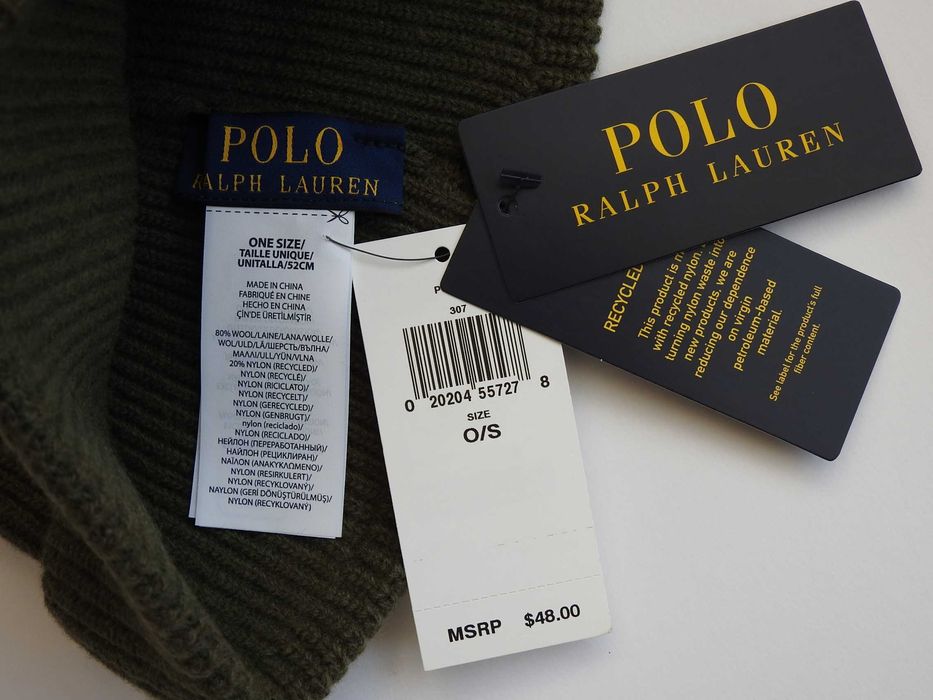 POLO
RALPH LAUREN
ONE SIZE/
TAILLE UNIQUE/
UNITALLA/52CM
MADE IN CHINA
FABRIQUÉ EN CHINE
HECHO EN CHINA
ÇİN'DE ÜRETİLMİŞTİR
80% WOOL/LAINE/LANA/WOLLE/
WOL/ULD/LÃ/ШЕРСТЬ/ВЪЛНА/
ΜΑΛΛΙ/ULL/YÜN/VLNA
20% NYLON (RECYCLED)/
NYLON (RECYCLÉ)/
NYLON (RICICLATO)/
NYLON (RECYCELT)/
NYLON (GERECYCLED)/
NYLON (GENBRUGT)/
nylon (reciclado)/
NYLON (RECICLADO)/
НЕЙЛОН (ПЕРЕРАБОТАННЫЙ)/
НАЙЛОН (РЕЦИКЛИРАН)/
ΝΑΪΛΟΝ (ΑΝΑΚΥΚΛΩΜΕΝΟ)/
NYLON (RESIRKULERT)/
NYLON (RECYKLOVANÝ)/
NAYLON (GERİ DÖNÜŞTÜRÜLMÜŞ)/
NYLON (RECYKLOVANÝ)
P
307
0 20204 55727 8
SIZE
O/S
MSRP $48.00
POLO
RALPH LAUREN
RECYCLED
This product is
with recycled nylon.
turning nylon waste into
new products, we are
reducing our dependence
on virgin
petroleum-based
material.
See label for the product's full
fiber content.